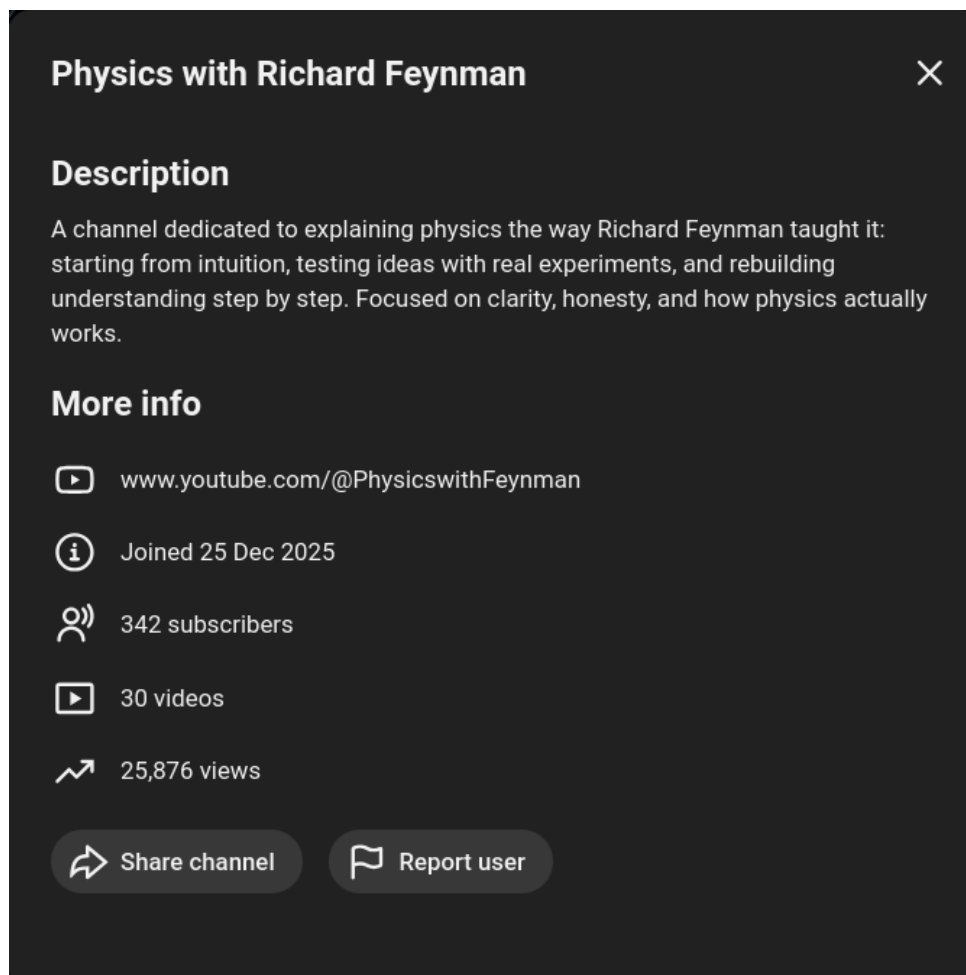 Physics with Richard Feynman
Description
A channel dedicated to explaining physics the way Richard Feynman taught it:
starting from intuition, testing ideas with real experiments, and rebuilding
understanding step by step. Focused on clarity, honesty, and how physics actually
works.
More info
www.youtube.com/@PhysicswithFeynman
Joined 25 Dec 2025
342 subscribers
30 videos
25,876 views
Share channel
Report user